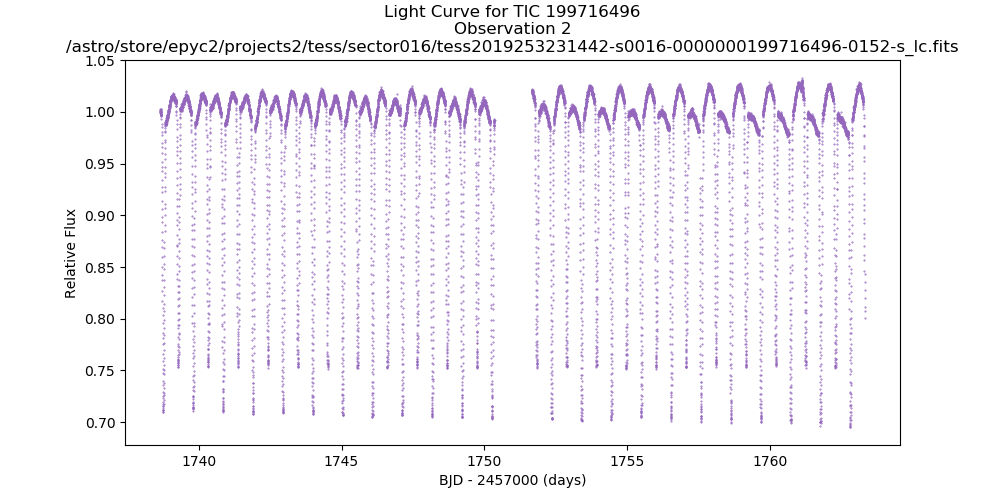 Light Curve for TIC 199716496
Observation 2
/astro/store/epyc2/projects2/tess/sector016/tess2019253231442-s0016-0000000199716496-0152-s_lc.fits
1.05
1.00
0.95
0.90
0.85
0.80
0.75
0.70
Relative Flux
1740
1745
1750
1755
1760
BJD - 2457000 (days)